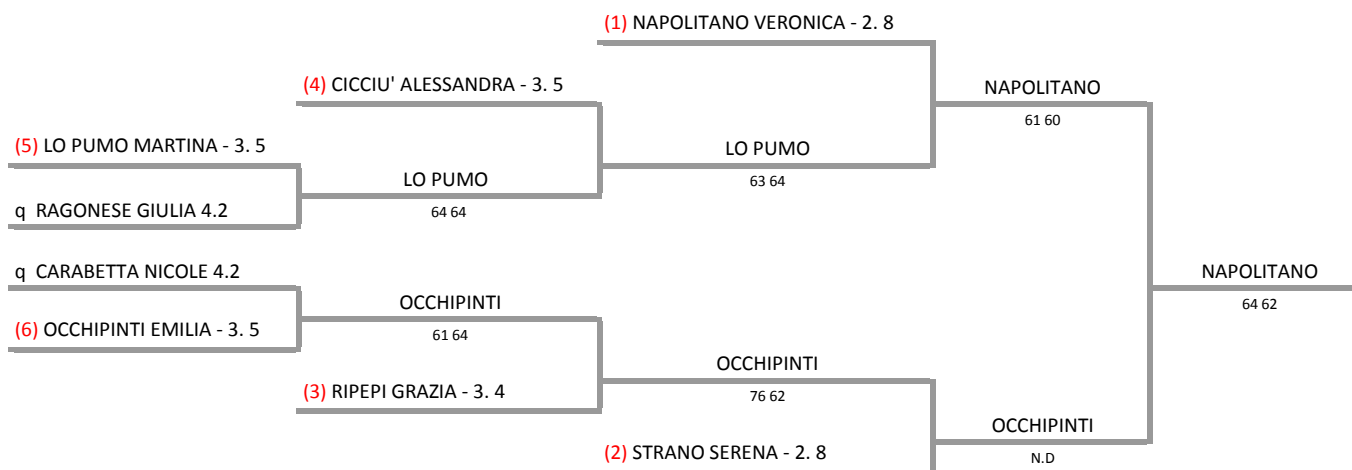 (1) NAPOLITANO VERONICA - 2. 8
(4) CICCIU' ALESSANDRA - 3. 5
NAPOLITANO
61 60
(5) LO PUMO MARTINA - 3. 5
LO PUMO
63 64
LO PUMO
64 64
q RAGONESE GIULIA 4.2
q CARABETTA NICOLE 4.2
NAPOLITANO
64 62
OCCHIPINTI
61 64
(6) OCCHIPINTI EMILIA - 3. 5
OCCHIPINTI
76 62
(3) RIPEPI GRAZIA - 3. 4
OCCHIPINTI
N.D
(2) STRANO SERENA - 2. 8